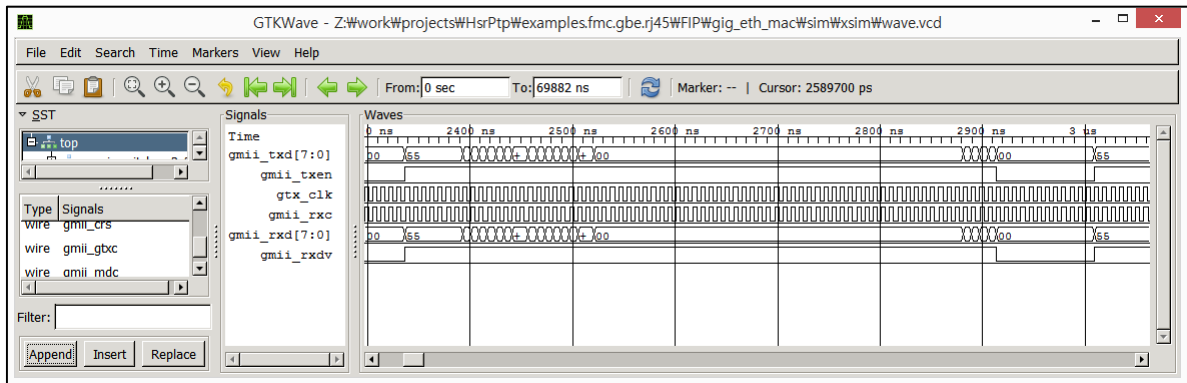 GTKWave - Z:₩work₩projects₩HsrPtp₩examples.fmc.gbe.rj45₩FIP₩gig_eth_mac₩sim₩xsim₩wave.vcd
File Edit Search Time Markers View Help
From: 0 sec To: 69882 ns Marker: -- | Cursor: 2589700 ps
SST
top
Type Signals
wire gmii_crs
wire gmii_gtxc
wire gmii_mdc
Filter:
Append Insert Replace
Signals
Time
gmii_txd[7:0]
gmii_txen
gtx_clk
gmii_rxc
gmii_rxd[7:0]
gmii_rxdv
Waves
0 ns 2400 ns 2500 ns 2600 ns 2700 ns 2800 ns 2900 ns 3 us
00 55 + + 00 00 55
00 55 + + 00 00 55